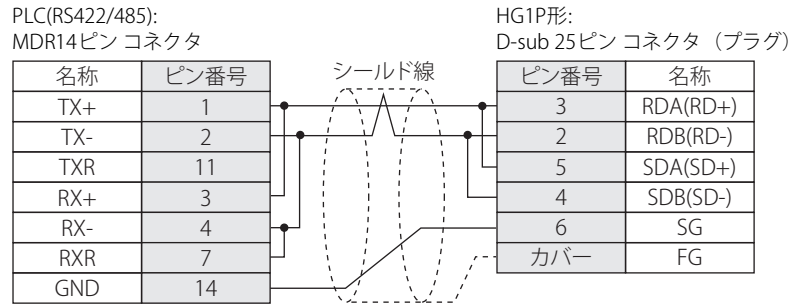 PLC(RS422/485):
MDR14ピン コネクタ
HG1P形:
D-sub 25ピン コネクタ（プラグ）
名称 ピン番号 シールド線 ピン番号 名称
TX+ 1 3 RDA(RD+)
TX- 2 2 RDB(RD-)
TXR 11 5 SDA(SD+)
RX+ 3 4 SDB(SD-)
RX- 4 6 SG
RXR 7 カバー FG
GND 14